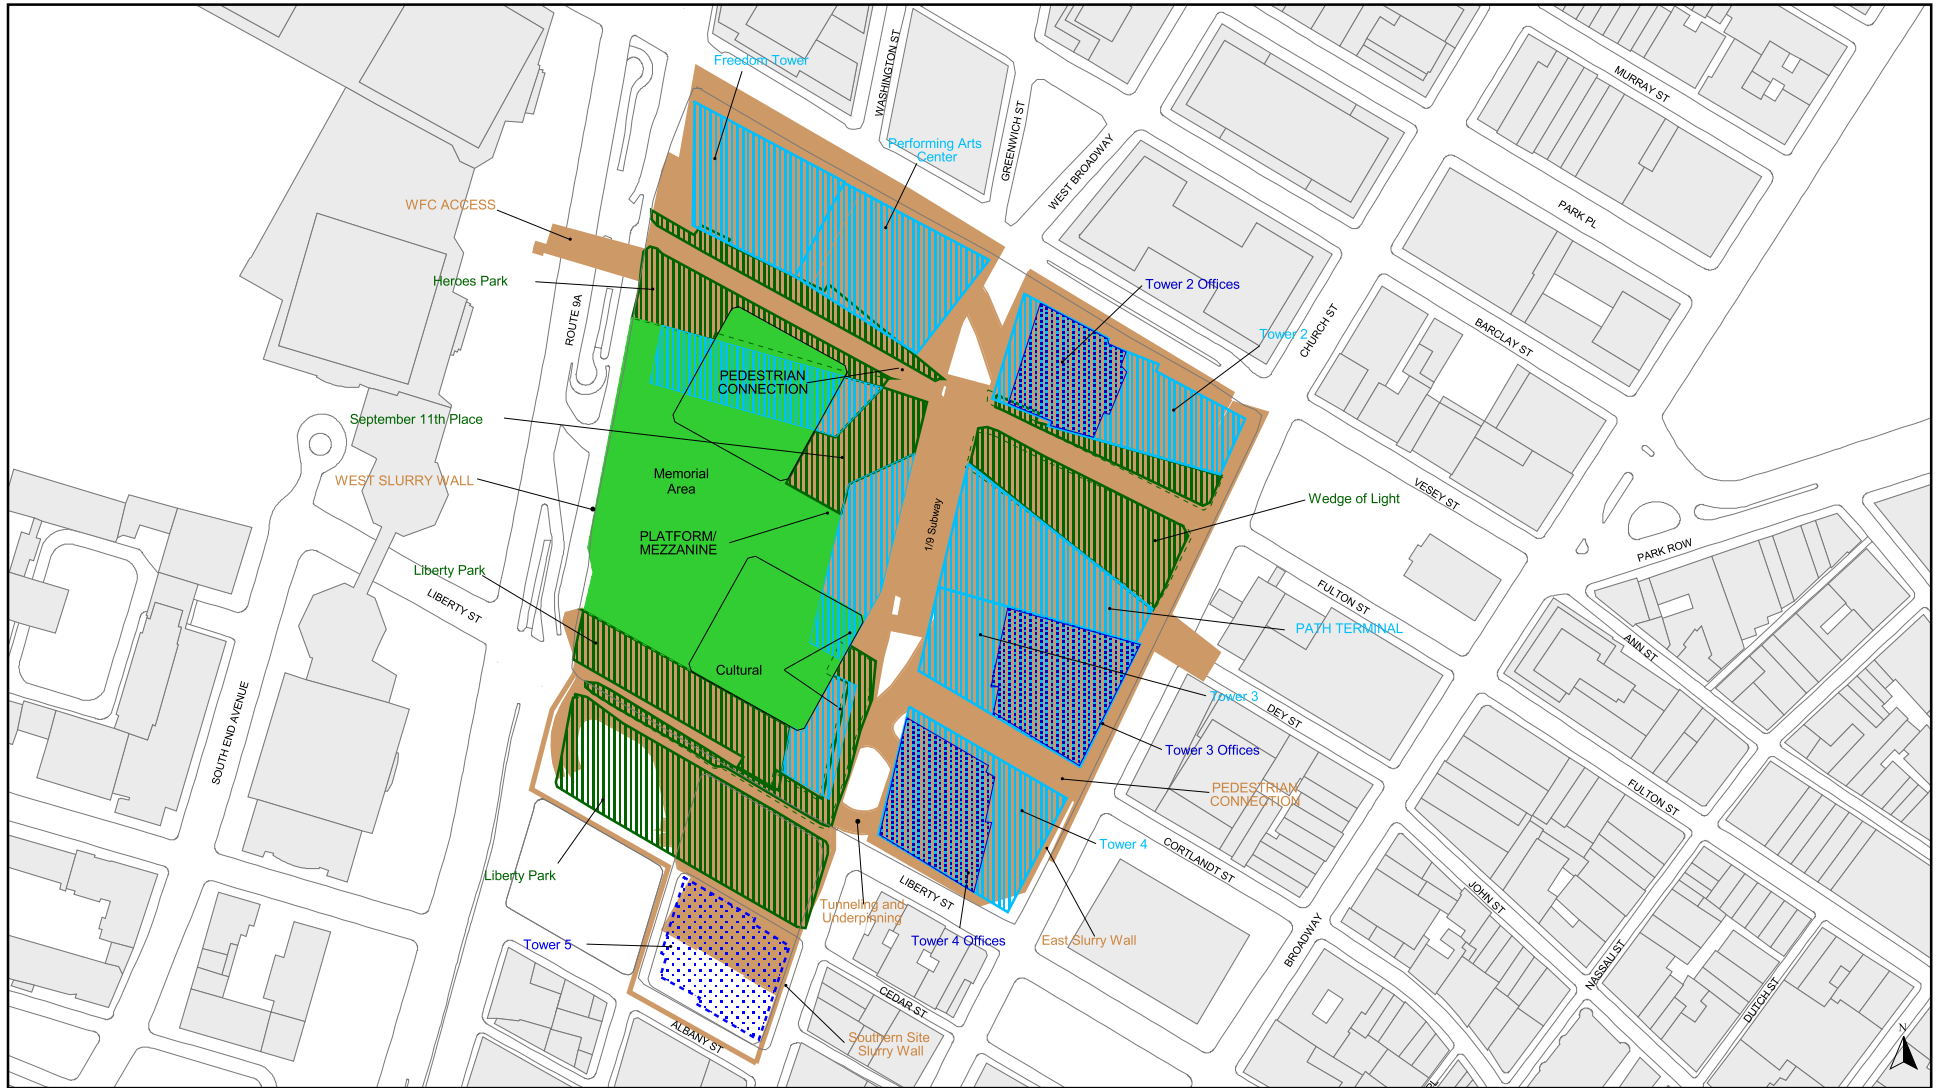 Freedom Tower
WASHINGTON ST
MURRAY ST
Performing Arts
Center
GREENWICH ST
WEST BROADWAY
WFC ACCESS
PARK PL
Heroes Park
Tower 2 Offices
ROUTE 9A
CHURCH ST
Tower 2
BARCLAY ST
PEDESTRIAN
CONNECTION
September 11th Place
Memorial
Area
WEST SLURRY WALL
VESEY ST
Wedge of Light
1/9 Subway
PLATFORM/
MEZZANINE
PARK ROW
Liberty Park
LIBERTY ST
FULTON ST
PATH TERMINAL
ANN ST
Cultural
Tower 3
DEY ST
SOUTH END AVENUE
Tower 3 Offices
PEDESTRIAN
CONNECTION
FULTON ST
Tower 4
CORTLANDT ST
Liberty Park
LIBERTY ST
JOHN ST
Tunneling and
Underpinning
Tower 5
Tower 4 Offices
East Slurry Wall
BROADWAY
NASSAU ST
DUTCH ST
CEDAR ST
ALBANY ST
Southern Site
Slurry Wall
N
PL